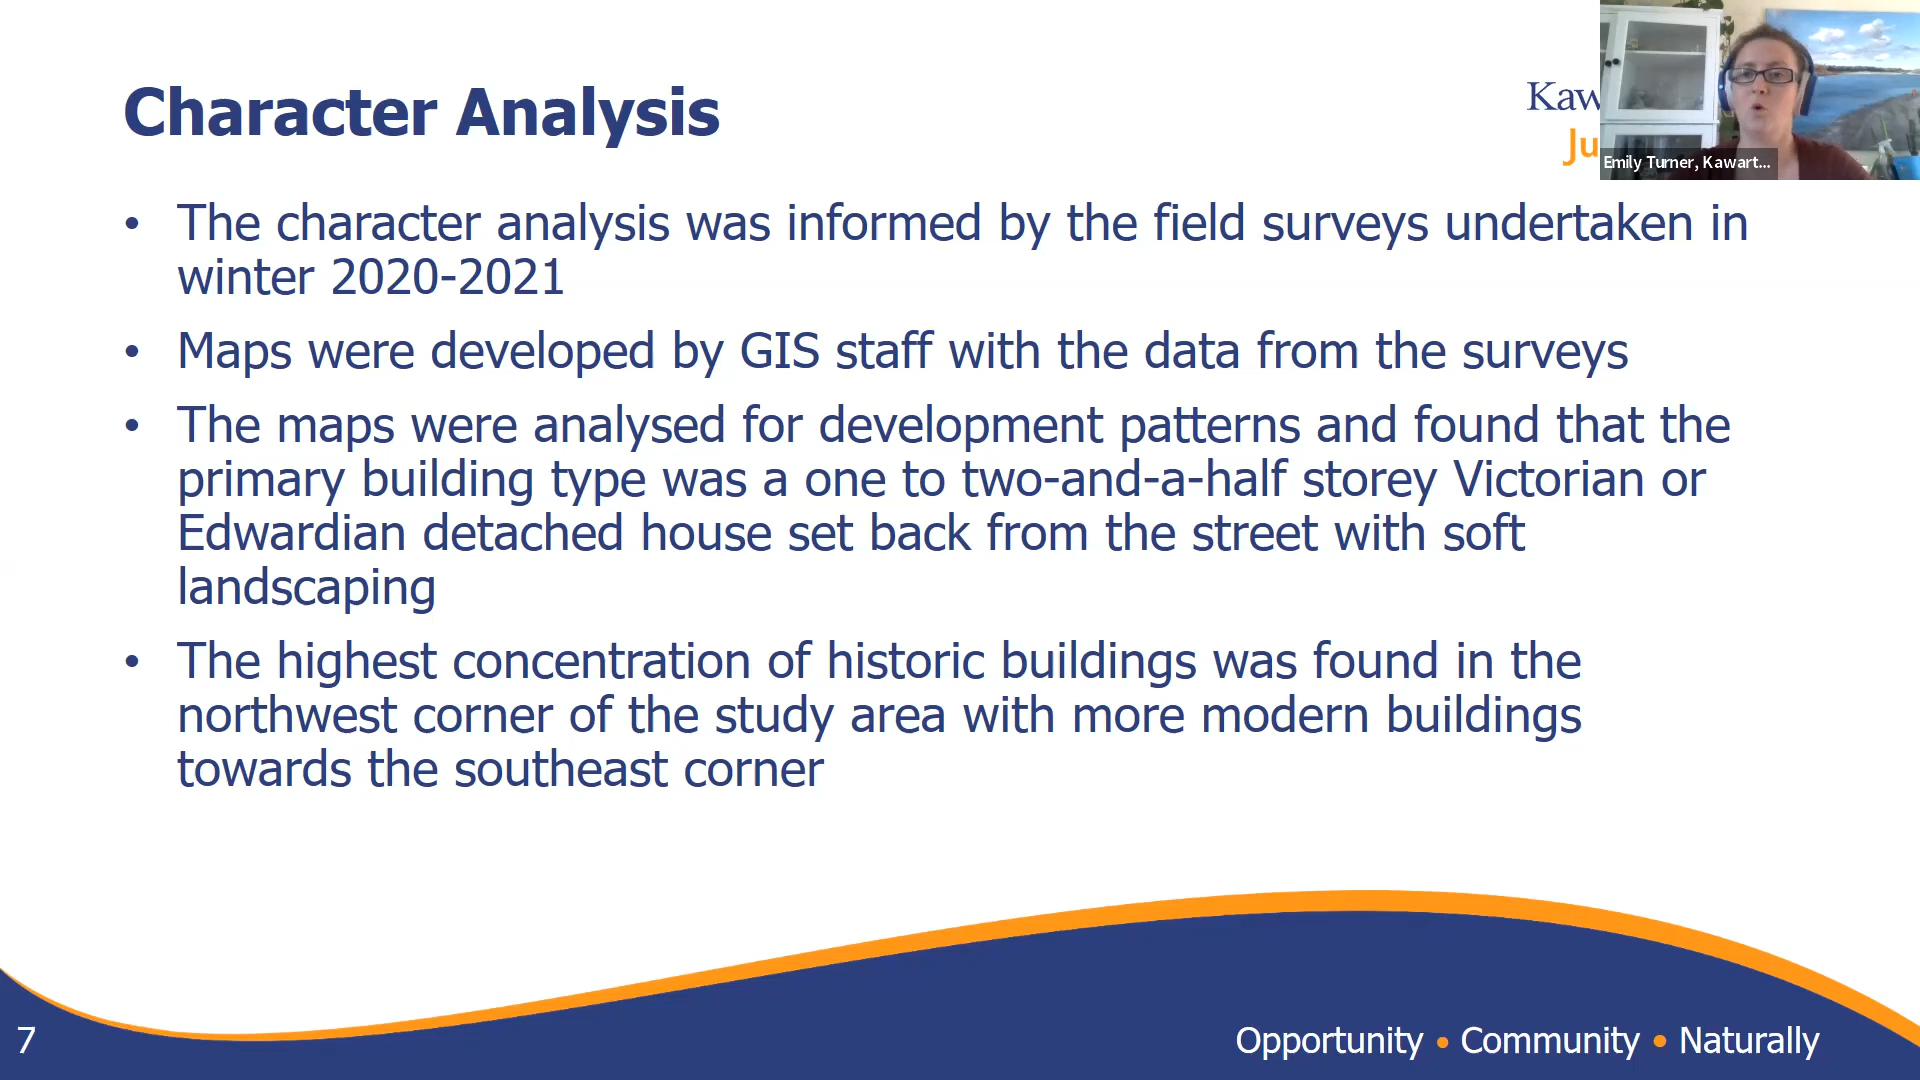 Character Analysis
Kaw
Ju
Emily Turner, Kawart...
• The character analysis was informed by the field surveys undertaken in
winter 2020-2021
• Maps were developed by GIS staff with the data from the surveys
• The maps were analysed for development patterns and found that the
primary building type was a one to two-and-a-half storey Victorian or
Edwardian detached house set back from the street with soft
landscaping
• The highest concentration of historic buildings was found in the
northwest corner of the study area with more modern buildings
towards the southeast corner
7
Opportunity • Community • Naturally